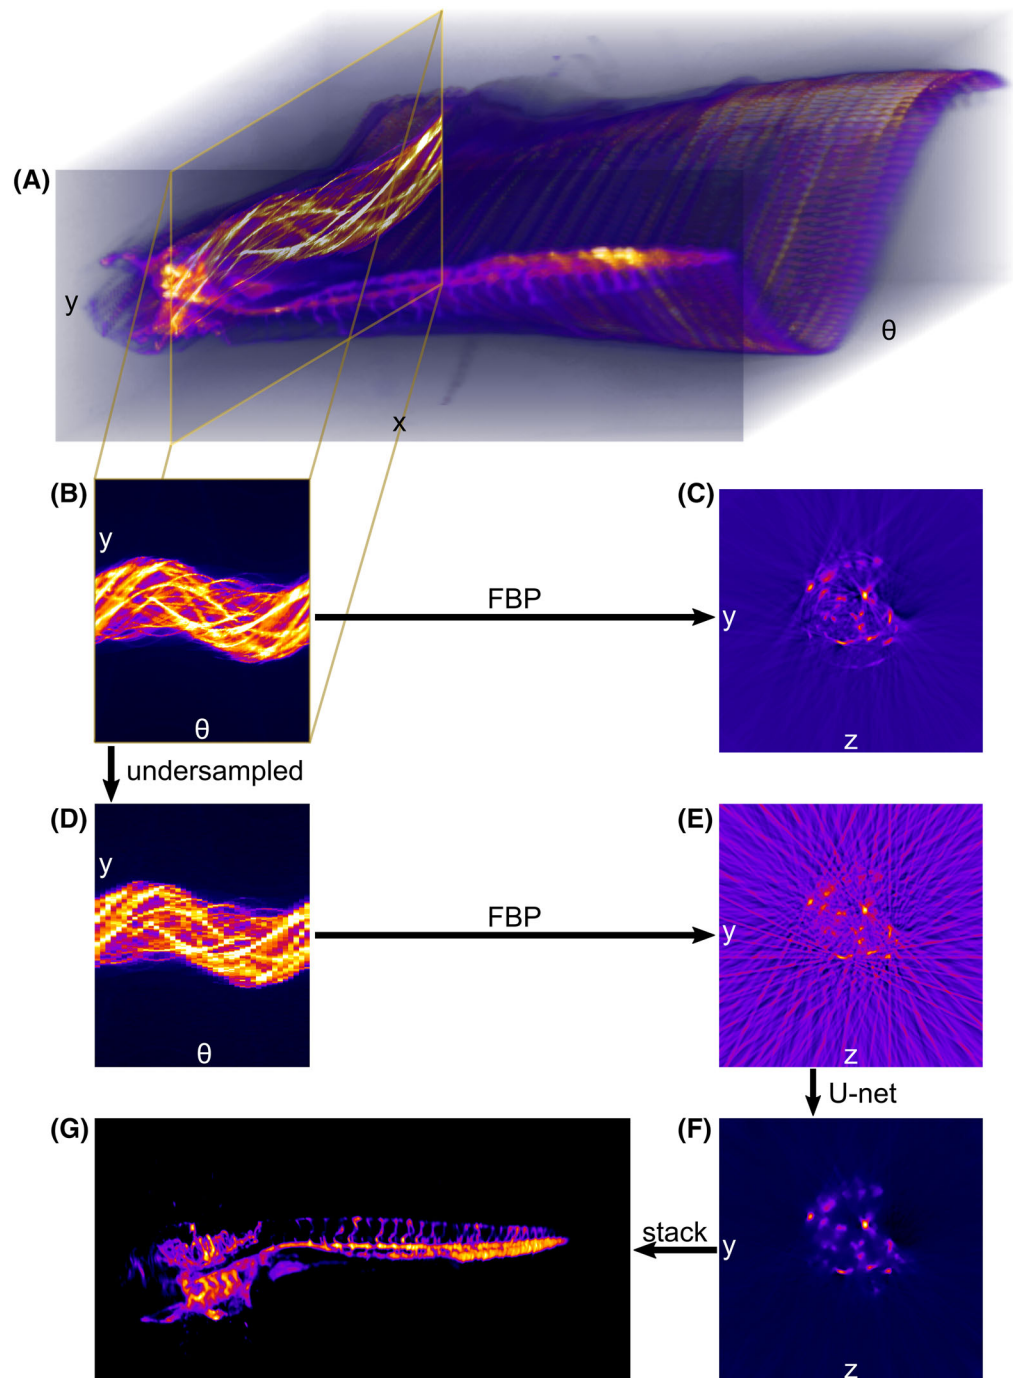 (A)
y
θ
x
(B)
y
θ
FBP
(C)
y
z
undersampled
(D)
y
θ
FBP
(E)
y
z
U-net
(G)
stack
(F)
y
z